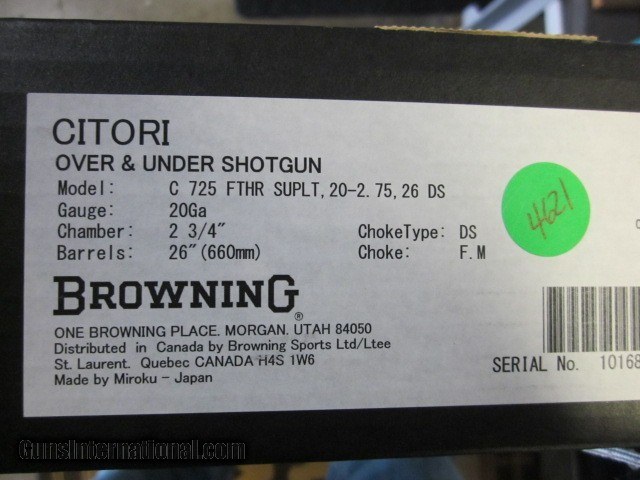 CITORI
OVER & UNDER SHOTGUN
Model: C 725 FTHR SUPLT, 20-2.75, 26 DS
Gauge: 20Ga
Chamber: 2 3/4" ChokeType: DS
Barrels: 26" (660mm) Choke: F.M
4621
BROWNING®
ONE BROWNING PLACE. MORGAN. UTAH 84050
Distributed in Canada by Browning Sports Ltd/Ltee
St. Laurent. Quebec CANADA H4S 1W6
Made by Miroku - Japan
SERIAL No. 10168
GunsInternational.com